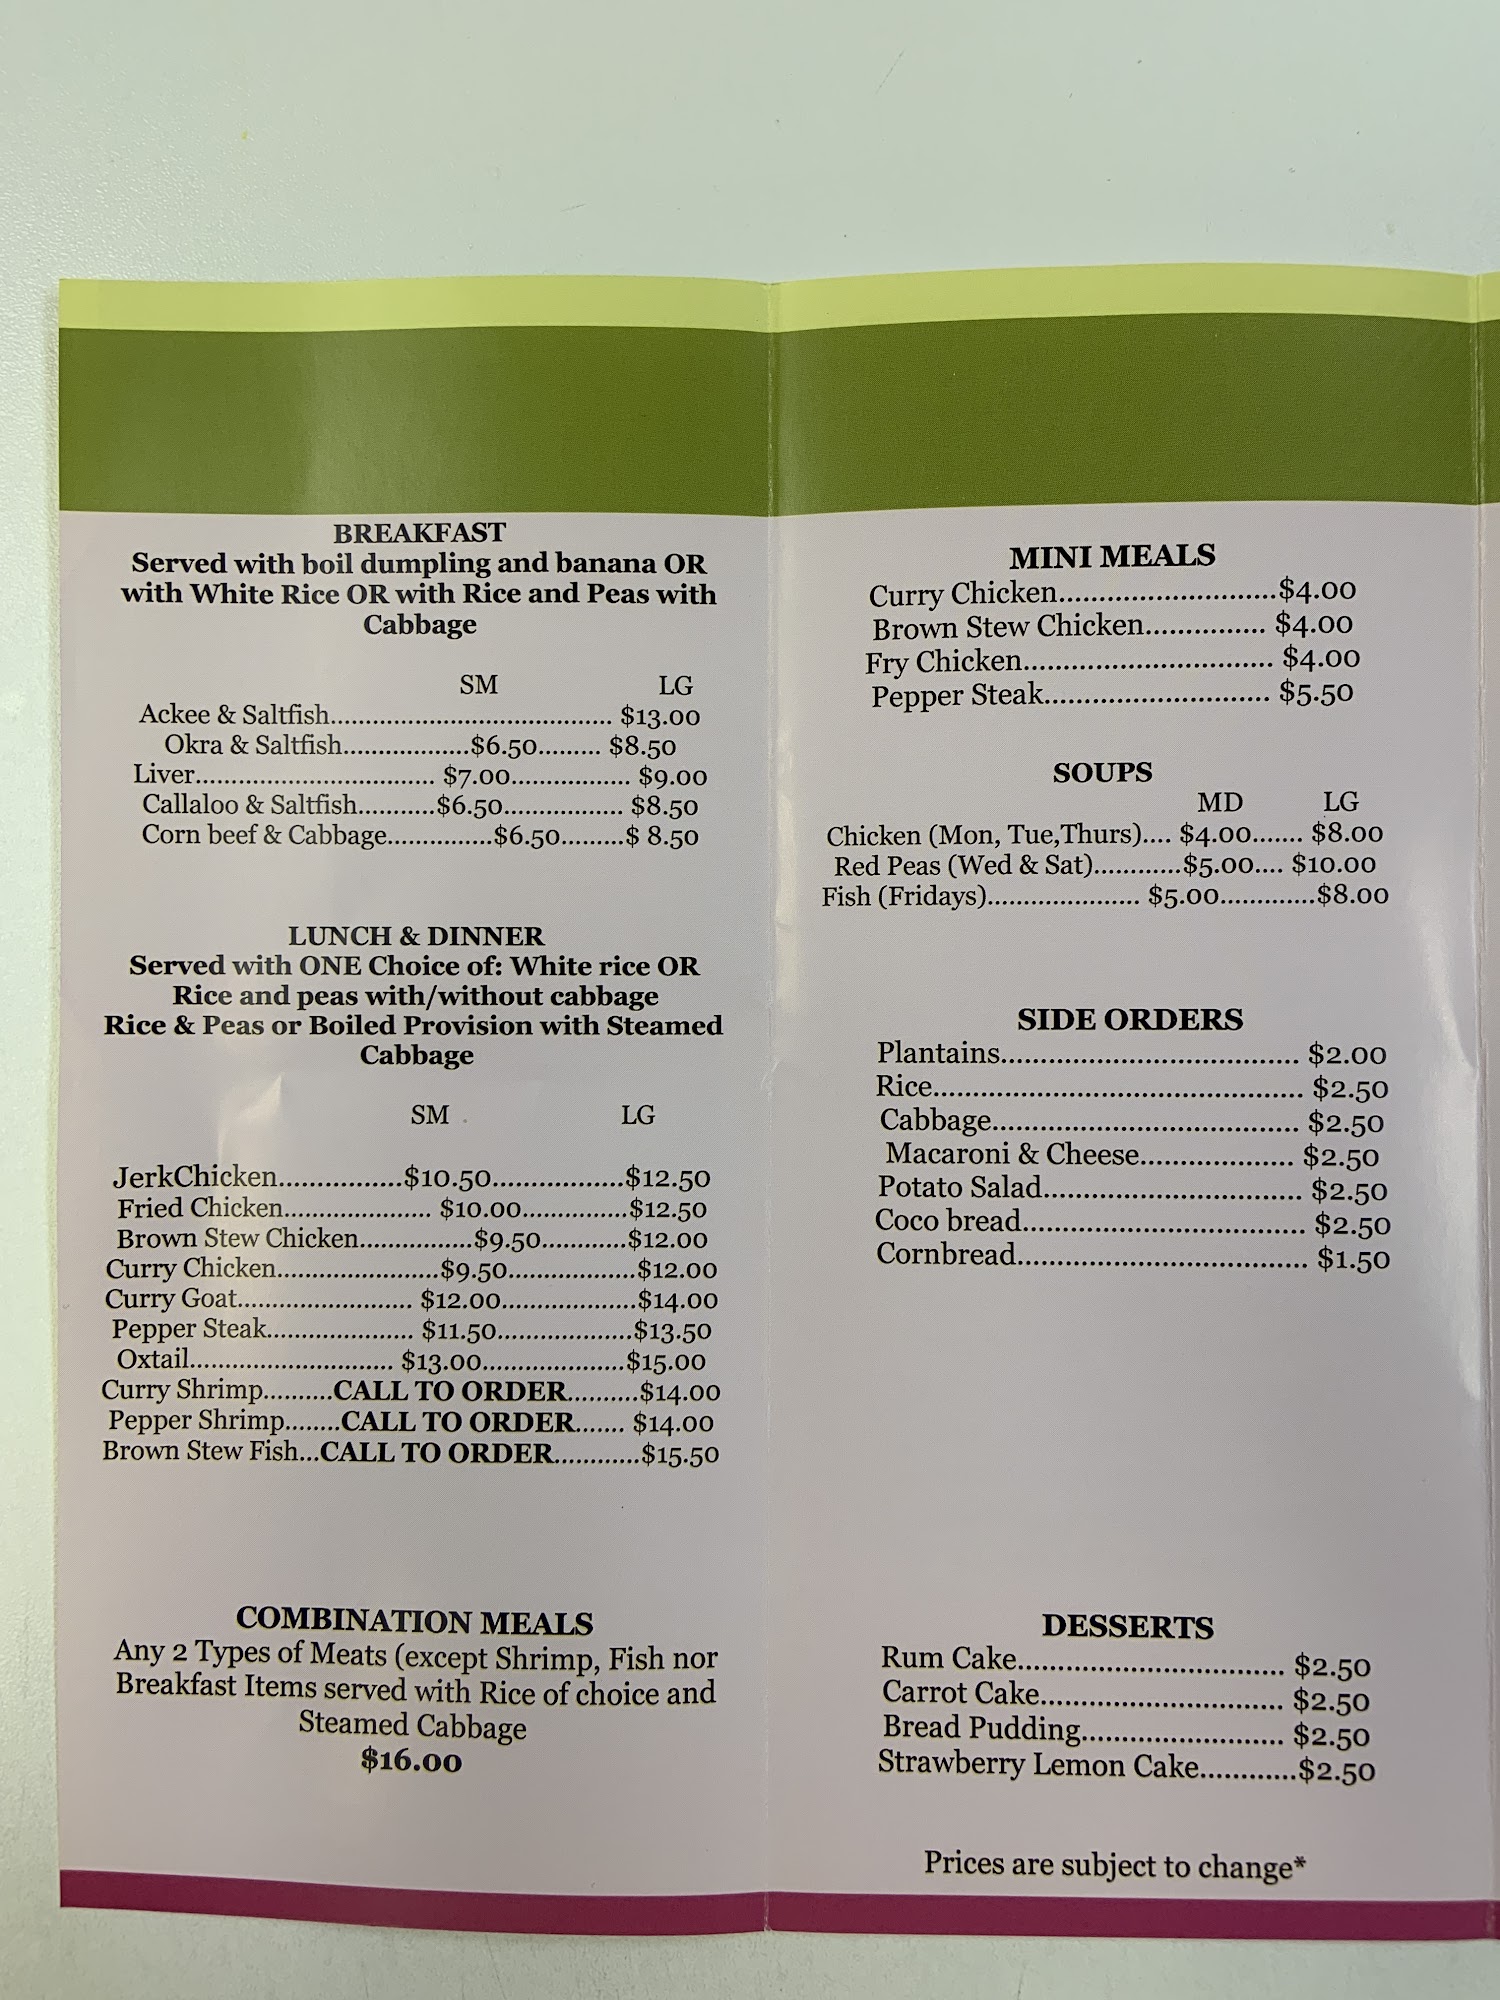 BREAKFAST
Served with boil dumpling and banana OR
with White Rice OR with Rice and Peas with
Cabbage
SM LG
Ackee & Saltfish........................................ $13.00
Okra & Saltfish..................$6.50......... $8.50
Liver.................................. $7.00................. $9.00
Callaloo & Saltfish...........$6.50................. $8.50
Corn beef & Cabbage...............$6.50..........$ 8.50
LUNCH & DINNER
Served with ONE Choice of: White rice OR
Rice and peas with/without cabbage
Rice & Peas or Boiled Provision with Steamed
Cabbage
SM LG
JerkChicken.................$10.50..................$12.50
Fried Chicken..................... $10.00...............$12.50
Brown Stew Chicken................$9.50............$12.00
Curry Chicken.......................$9.50..................$12.00
Curry Goat......................... $12.00...................$14.00
Pepper Steak..................... $11.50...................$13.50
Oxtail............................. $13.00....................$15.00
Curry Shrimp..........CALL TO ORDER..........$14.00
Pepper Shrimp........CALL TO ORDER....... $14.00
Brown Stew Fish...CALL TO ORDER............$15.50
COMBINATION MEALS
Any 2 Types of Meats (except Shrimp, Fish nor
Breakfast Items served with Rice of choice and
Steamed Cabbage
$16.00
MINI MEALS
Curry Chicken...........................$4.00
Brown Stew Chicken............... $4.00
Fry Chicken............................... $4.00
Pepper Steak............................ $5.50
SOUPS
MD LG
Chicken (Mon, Tue,Thurs).... $4.00....... $8.00
Red Peas (Wed & Sat)............$5.00.... $10.00
Fish (Fridays)...................... $5.00.............$8.00
SIDE ORDERS
Plantains..................................... $2.00
Rice.............................................. $2.50
Cabbage...................................... $2.50
Macaroni & Cheese................... $2.50
Potato Salad................................ $2.50
Coco bread................................... $2.50
Cornbread.................................... $1.50
DESSERTS
Rum Cake................................. $2.50
Carrot Cake.............................. $2.50
Bread Pudding......................... $2.50
Strawberry Lemon Cake............$2.50
Prices are subject to change*